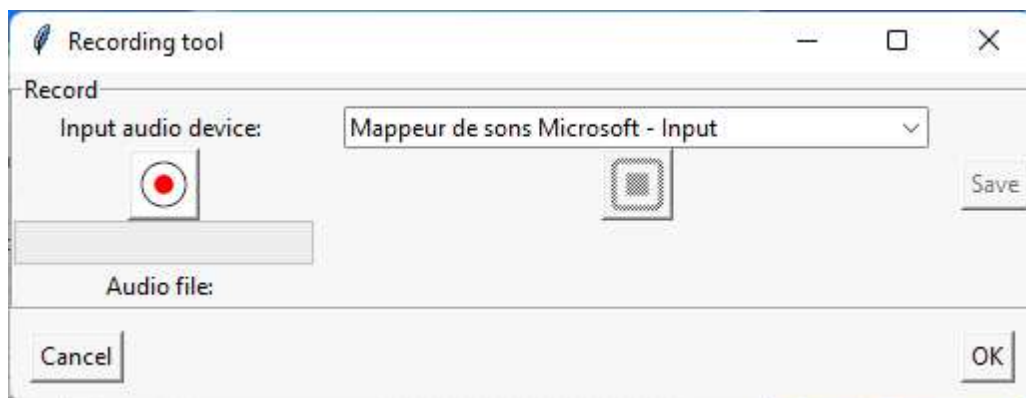 Recording tool
Record
Input audio device: Mappeur de sons Microsoft - Input
Save
Audio file:
Cancel OK